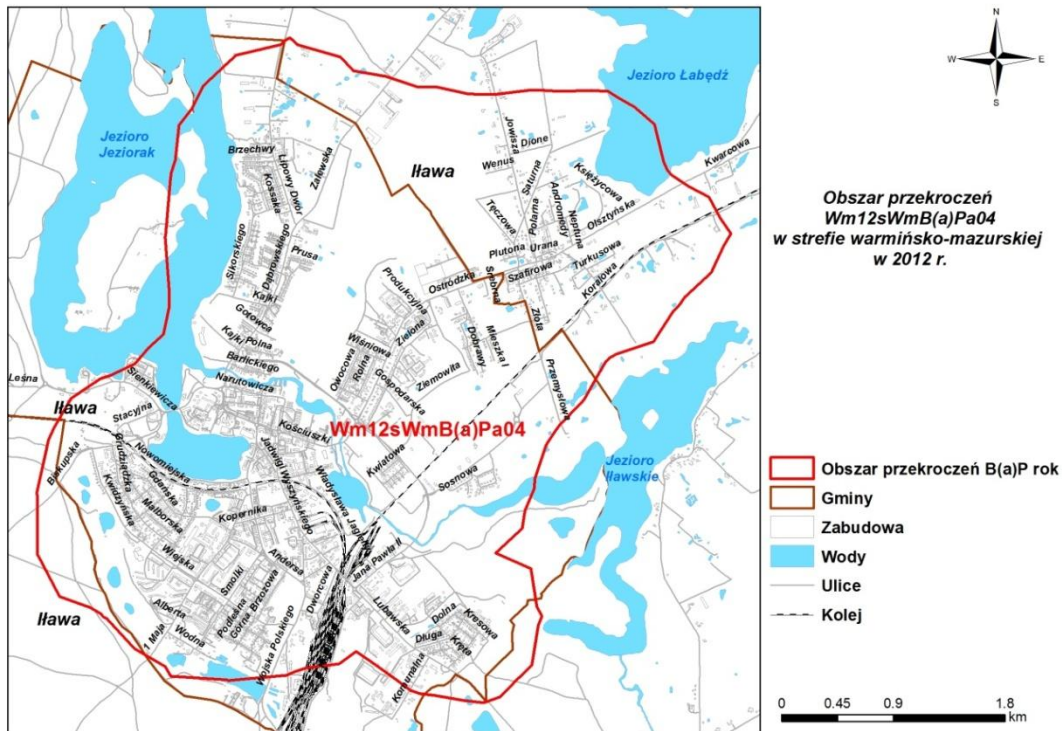 Jezioro Łabędź
Jezioro
Jeziorak
Iława
Brzechwy
Lipowy Dwór
Kossaka
Zalewska
Sikorskiego
Dąbrowskiego
Prusa
Kajki
Gotowca
Kajki
Polna
Barlickiego
Narutowicza
Jowisza
Dione
Wenus
Saturna
Księżycowa
Kwarcowa
Tęczowa
Polarna
Andromedy
Neptuna
Olsztyńska
Plutona
Urana
Turkusowa
Szafirowa
Koralowa
Ostródzka
Srebrna
Złota
Produkcyjna
Zielona
Wiśniowa
Owocowa
Rolna
Gospodarska
Ziemowita
Dobrawy
Mieszka I
Przemysłowa
Leśna
Sienkiewicza
Stacyjna
Iława
Kościuszki
Wm12sWmB(a)Pa04
Jezioro
Iławskie
Biskupska
Grudziądzka
Kwidzyńska
Nowomiejska
Gdańska
Malborska
Wiejska
Kopernika
Jadwigi
Wyszyńskiego
Władysława Jagiełły
Kwiatowa
Sosnowa
Andersa
Dworcowa
Jana Pawła II
Smolki
Brzozowa
Górna
Podleśna
Alberta
Wodna
1 Maja
Wojska Polskiego
Iława
Lubawska
Dolna
Kresowa
Długa
Kręta
Komunalna
N
W
E
S
Obszar przekroczeń
Wm12sWmB(a)Pa04
w strefie warmińsko-mazurskiej
w 2012 r.
Obszar przekroczeń B(a)P rok
Gminy
Zabudowa
Wody
Ulice
Kolej
0 0.45 0.9 1.8
km